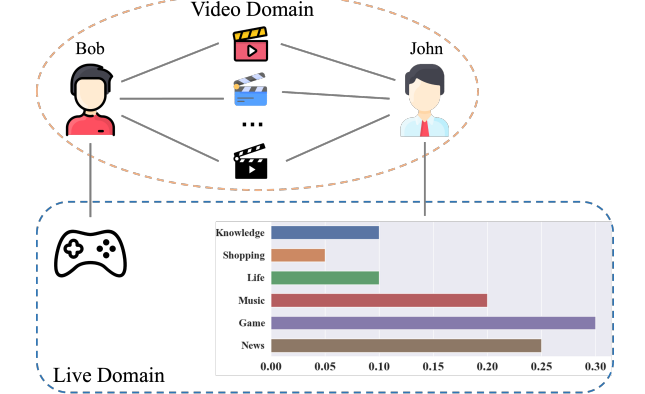 Video Domain
Bob
John
...
Knowledge
Shopping
Life
Music
Game
News
0.00 0.05 0.10 0.15 0.20 0.25 0.30
Live Domain